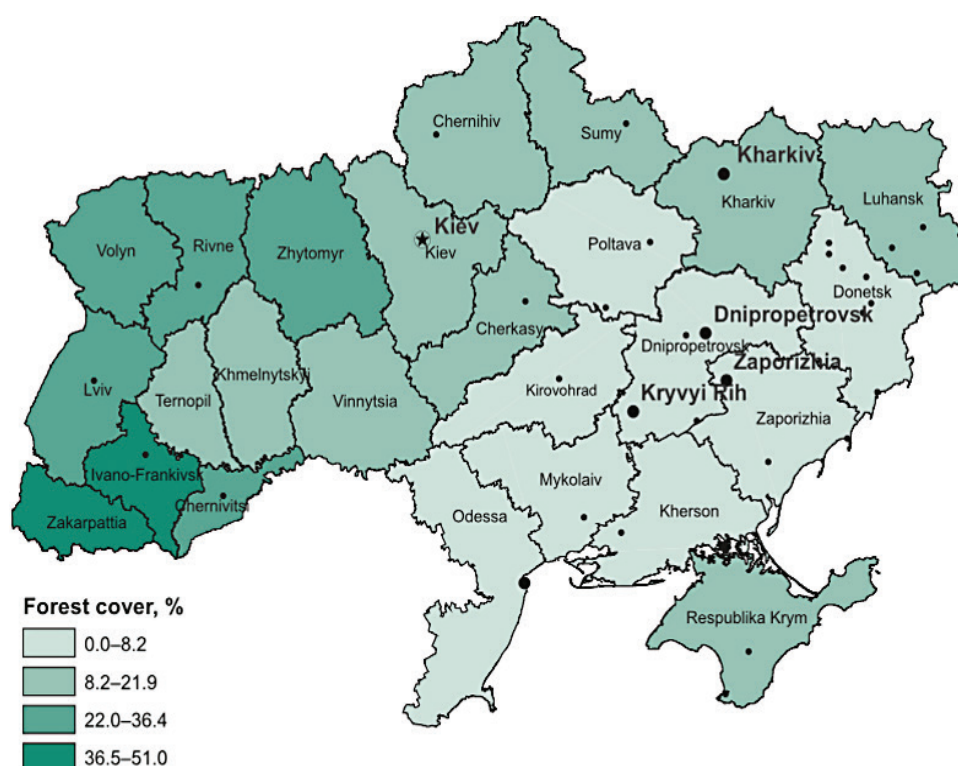 Chernihiv
Sumy
Kharkiv
Kharkiv
Luhansk
Volyn
Rivne
Zhytomyr
Kiev
Kiev
Poltava
Donetsk
Cherkasy
Dnipropetrovsk
Dnipropetrovsk
Zaporizhia
Lviv
Ternopil
Khmelnytskyi
Vinnytsia
Kirovohrad
Kryvyi Rih
Zaporizhia
Ivano-Frankivsk
Chernivitsi
Zakarpattia
Odessa
Mykolaiv
Kherson
Respublika Krym
Forest cover, %
0.0–8.2
8.2–21.9
22.0–36.4
36.5–51.0